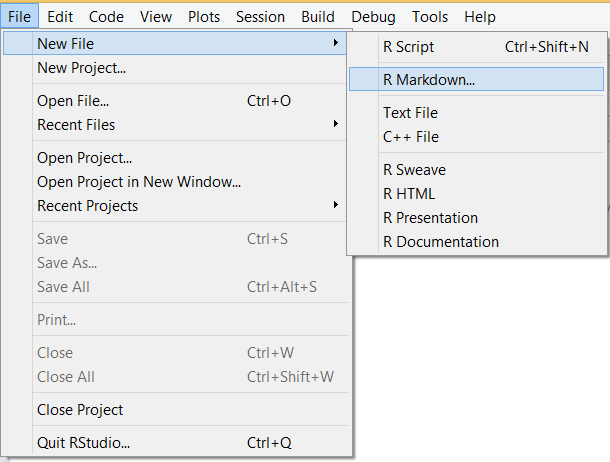 File Edit Code View Plots Session Build Debug Tools Help
New File
New Project...
Open File... Ctrl+O
Recent Files
Open Project...
Open Project in New Window...
Recent Projects
Save Ctrl+S
Save As...
Save All Ctrl+Alt+S
Print...
Close Ctrl+W
Close All Ctrl+Shift+W
Close Project
Quit RStudio... Ctrl+Q
R Script Ctrl+Shift+N
R Markdown...
Text File
C++ File
R Sweave
R HTML
R Presentation
R Documentation